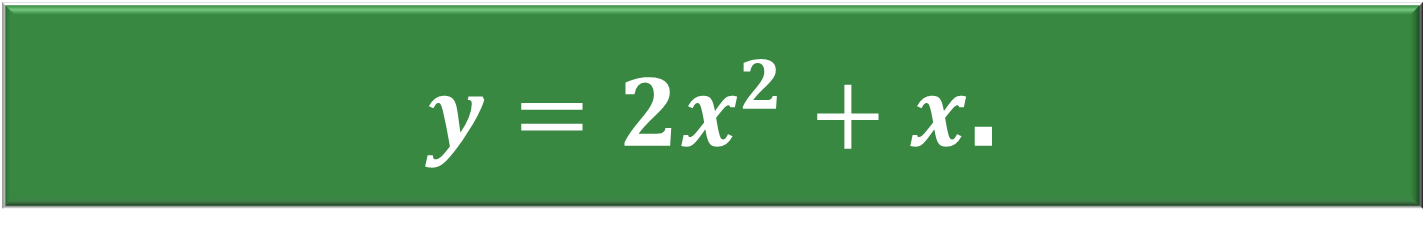 y = 2x² + x.